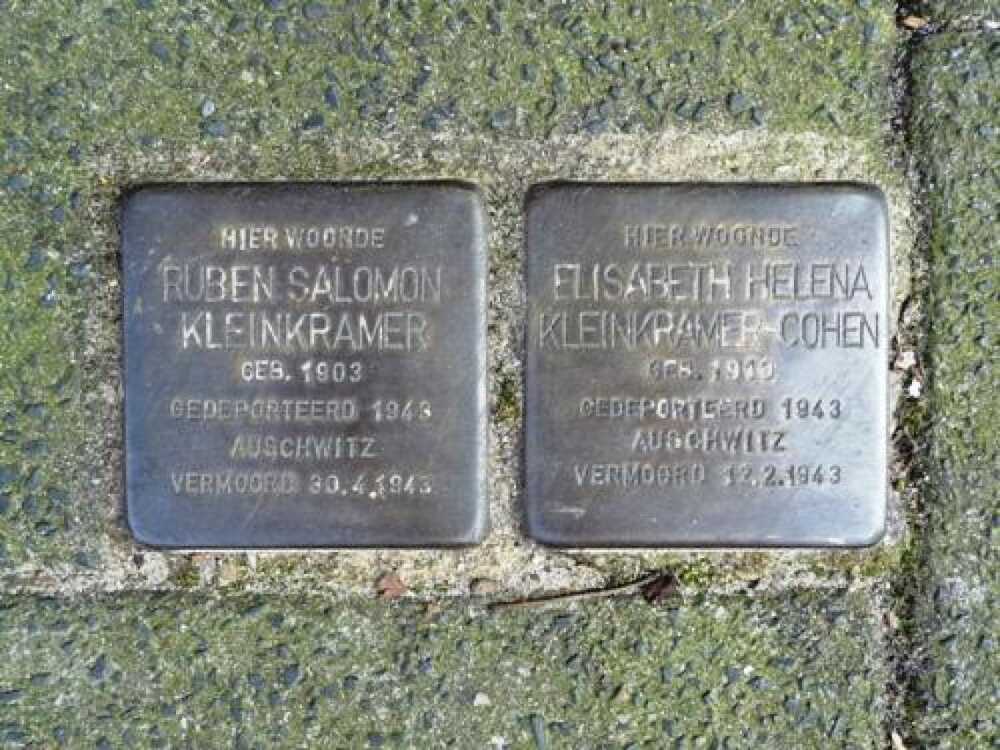 HIER WOONDE
RUBEN SALOMON
KLEINKRAMER
GEB. 1903
GEDEPORTEERD 1943
AUSCHWITZ
VERMOORD 30.4.1943
HIER WOONDE
ELISABETH HELENA
KLEINKRAMER-COHEN
GEB.
GEDEPORTEERD 1943
AUSCHWITZ
VERMOORD 12.2.1943